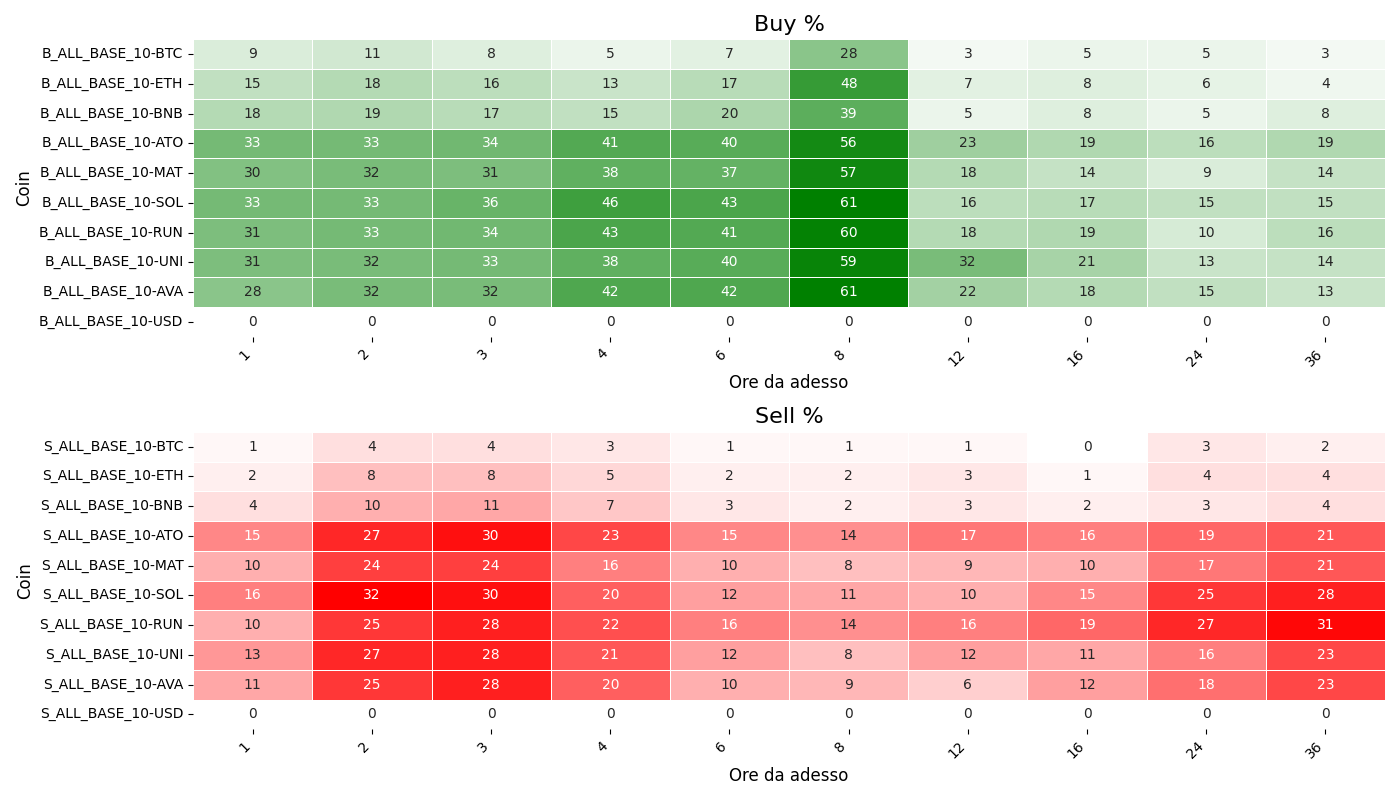 Buy %
Coin
B_ALL_BASE_10-BTC 9 11 8 5 7 28 3 5 5 3
B_ALL_BASE_10-ETH 15 18 16 13 17 48 7 8 6 4
B_ALL_BASE_10-BNB 18 19 17 15 20 39 5 8 5 8
B_ALL_BASE_10-ATO 33 33 34 41 40 56 23 19 16 19
B_ALL_BASE_10-MAT 30 32 31 38 37 57 18 14 9 14
B_ALL_BASE_10-SOL 33 33 36 46 43 61 16 17 15 15
B_ALL_BASE_10-RUN 31 33 34 43 41 60 18 19 10 16
B_ALL_BASE_10-UNI 31 32 33 38 40 59 32 21 13 14
B_ALL_BASE_10-AVA 28 32 32 42 42 61 22 18 15 13
B_ALL_BASE_10-USD 0 0 0 0 0 0 0 0 0 0
1 2 3 4 6 8 12 16 24 36
Ore da adesso
Sell %
Coin
S_ALL_BASE_10-BTC 1 4 4 3 1 1 1 0 3 2
S_ALL_BASE_10-ETH 2 8 8 5 2 2 3 1 4 4
S_ALL_BASE_10-BNB 4 10 11 7 3 2 3 2 3 4
S_ALL_BASE_10-ATO 15 27 30 23 15 14 17 16 19 21
S_ALL_BASE_10-MAT 10 24 24 16 10 8 9 10 17 21
S_ALL_BASE_10-SOL 16 32 30 20 12 11 10 15 25 28
S_ALL_BASE_10-RUN 10 25 28 22 16 14 16 19 27 31
S_ALL_BASE_10-UNI 13 27 28 21 12 8 12 11 16 23
S_ALL_BASE_10-AVA 11 25 28 20 10 9 6 12 18 23
S_ALL_BASE_10-USD 0 0 0 0 0 0 0 0 0 0
1 2 3 4 6 8 12 16 24 36
Ore da adesso